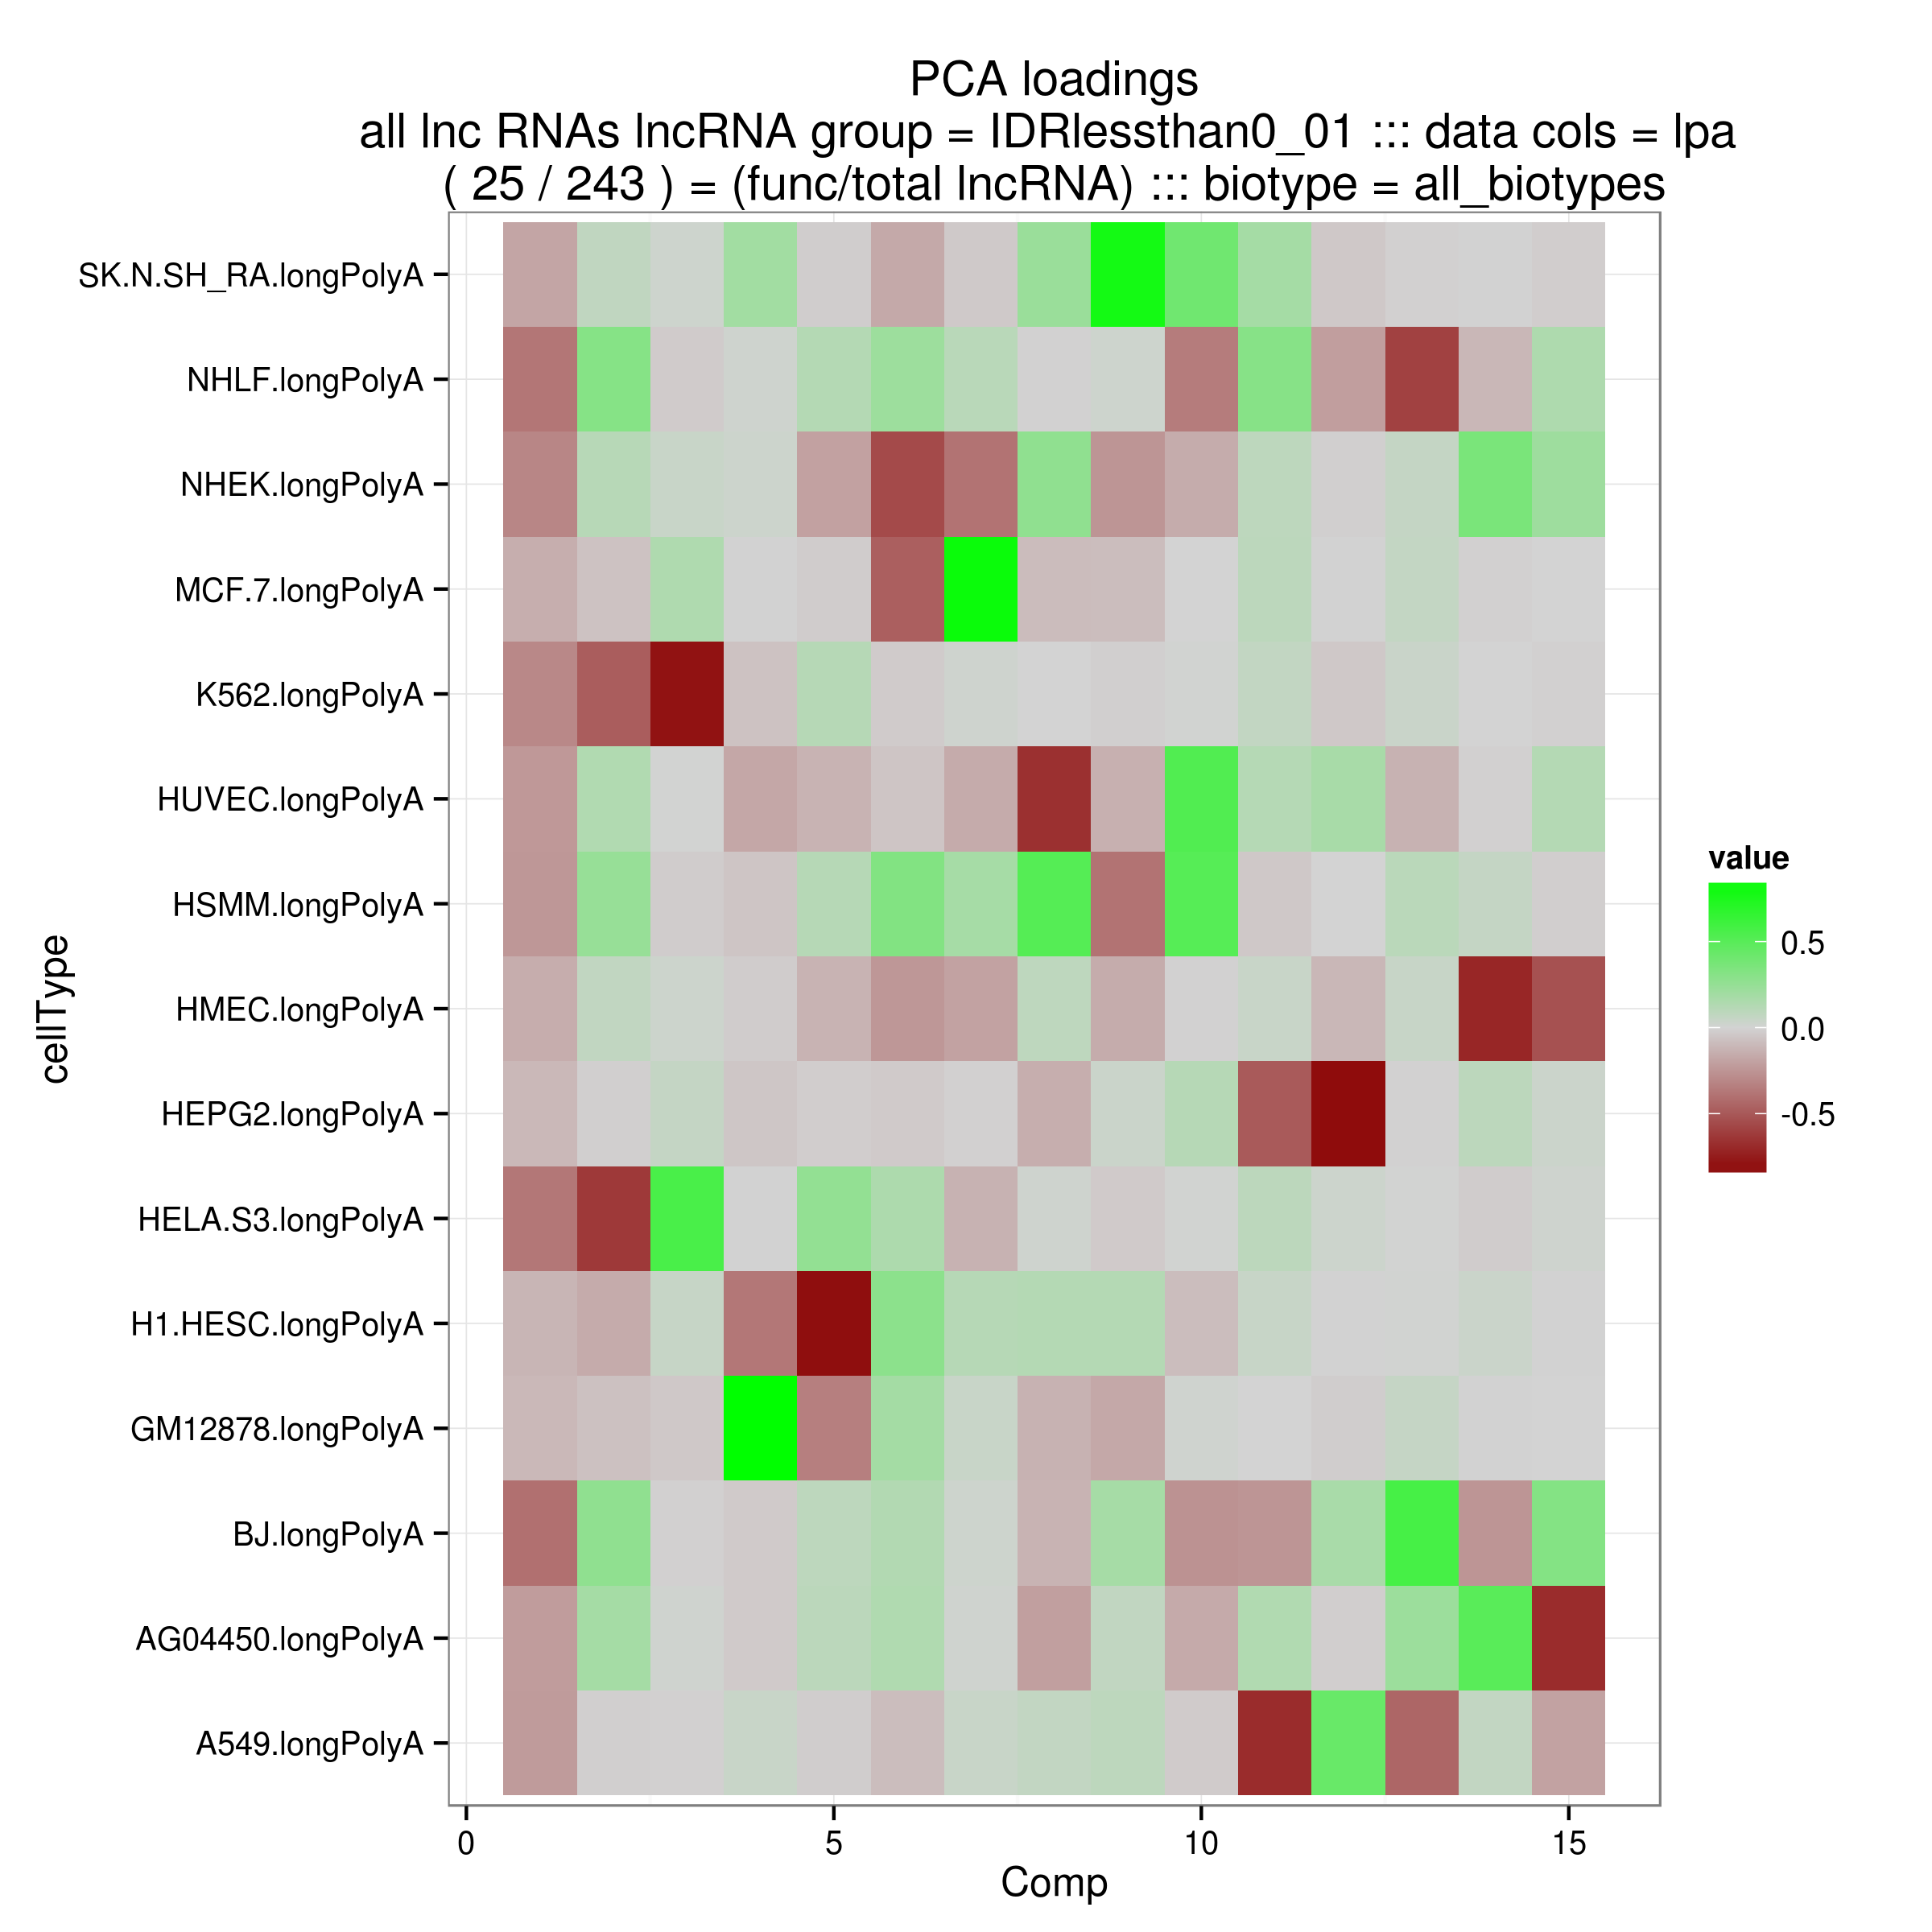 PCA loadings
all lnc RNAs lncRNA group = IDRlessthan0_01 ::: data cols = lpa
( 25 / 243 ) = (func/total lncRNA) ::: biotype = all_biotypes
SK.N.SH_RA.longPolyA
NHLF.longPolyA
NHEK.longPolyA
MCF.7.longPolyA
K562.longPolyA
HUVEC.longPolyA
HSMM.longPolyA
HMEC.longPolyA
HEPG2.longPolyA
HELA.S3.longPolyA
H1.HESC.longPolyA
GM12878.longPolyA
BJ.longPolyA
AG04450.longPolyA
A549.longPolyA
cellType
0 5 10 15
Comp
value
0.5
0.0
-0.5